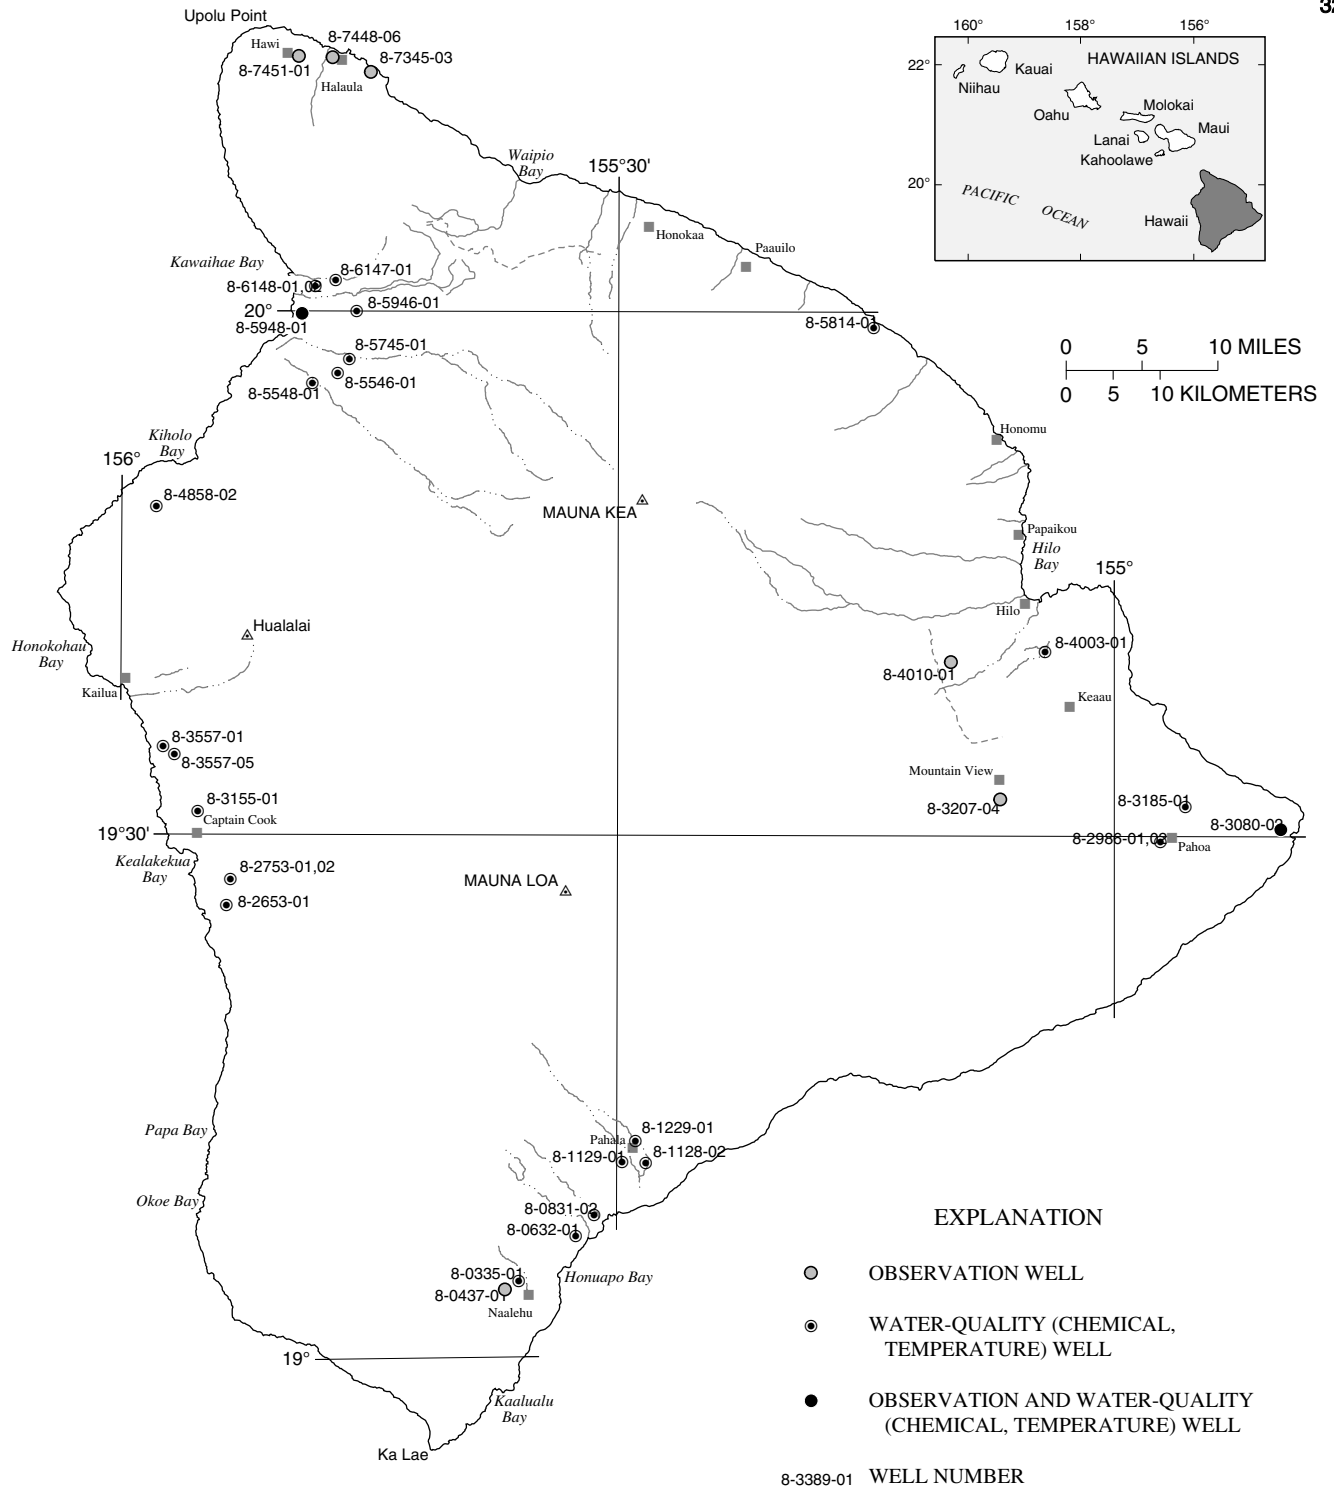 32
Upolu Point
8-7448-06
Hawi
8-7345-03
8-7451-01
Halaula
160°
158°
156°
22°
HAWAIIAN ISLANDS
Kauai
Niihau
Oahu
Molokai
Lanai
Maui
Kahoolawe
20°
PACIFIC OCEAN
Hawaii
Waipio
Bay
155°30'
Honokaa
Paauilo
Kawaihae Bay
8-6147-01
8-6148-01,02
20°
8-5946-01
8-5948-01
8-5814-01
8-5745-01
8-5546-01
8-5548-01
0 5 10 MILES
0 5 10 KILOMETERS
Kiholo
Bay
Honomu
156°
8-4858-02
MAUNA KEA
Papaikou
Hilo
Bay
155°
Hilo
Hualalai
Honokohau
Bay
8-4003-01
8-4010-01
Kailua
Keaau
8-3557-01
8-3557-05
Mountain View
8-3155-01
8-3207-04
8-3185-01
Captain Cook
8-3080-02
19°30'
8-2986-01,02
Pahoa
Kealakekua
Bay
8-2753-01,02
MAUNA LOA
8-2653-01
Papa Bay
8-1229-01
Pahala
8-1129-01
8-1128-02
Okoe Bay
8-0831-02
8-0632-01
8-0335-01
Honuapo Bay
8-0437-01
Naalehu
19°
Kaalualu
Bay
Ka Lae
EXPLANATION
OBSERVATION WELL
WATER-QUALITY (CHEMICAL,
TEMPERATURE) WELL
OBSERVATION AND WATER-QUALITY
(CHEMICAL, TEMPERATURE) WELL
8-3389-01 WELL NUMBER